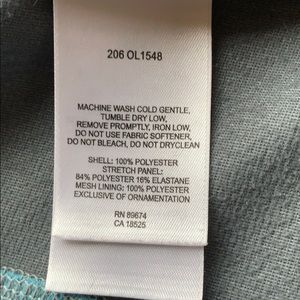 206 OL1548
MACHINE WASH COLD GENTLE,
TUMBLE DRY LOW,
REMOVE PROMPTLY, IRON LOW,
DO NOT USE FABRIC SOFTENER,
DO NOT BLEACH, DO NOT DRYCLEAN
SHELL: 100% POLYESTER
STRETCH PANEL:
84% POLYESTER 16% ELASTANE
MESH LINING: 100% POLYESTER
EXCLUSIVE OF ORNAMENTATION
RN 89674
CA 18525